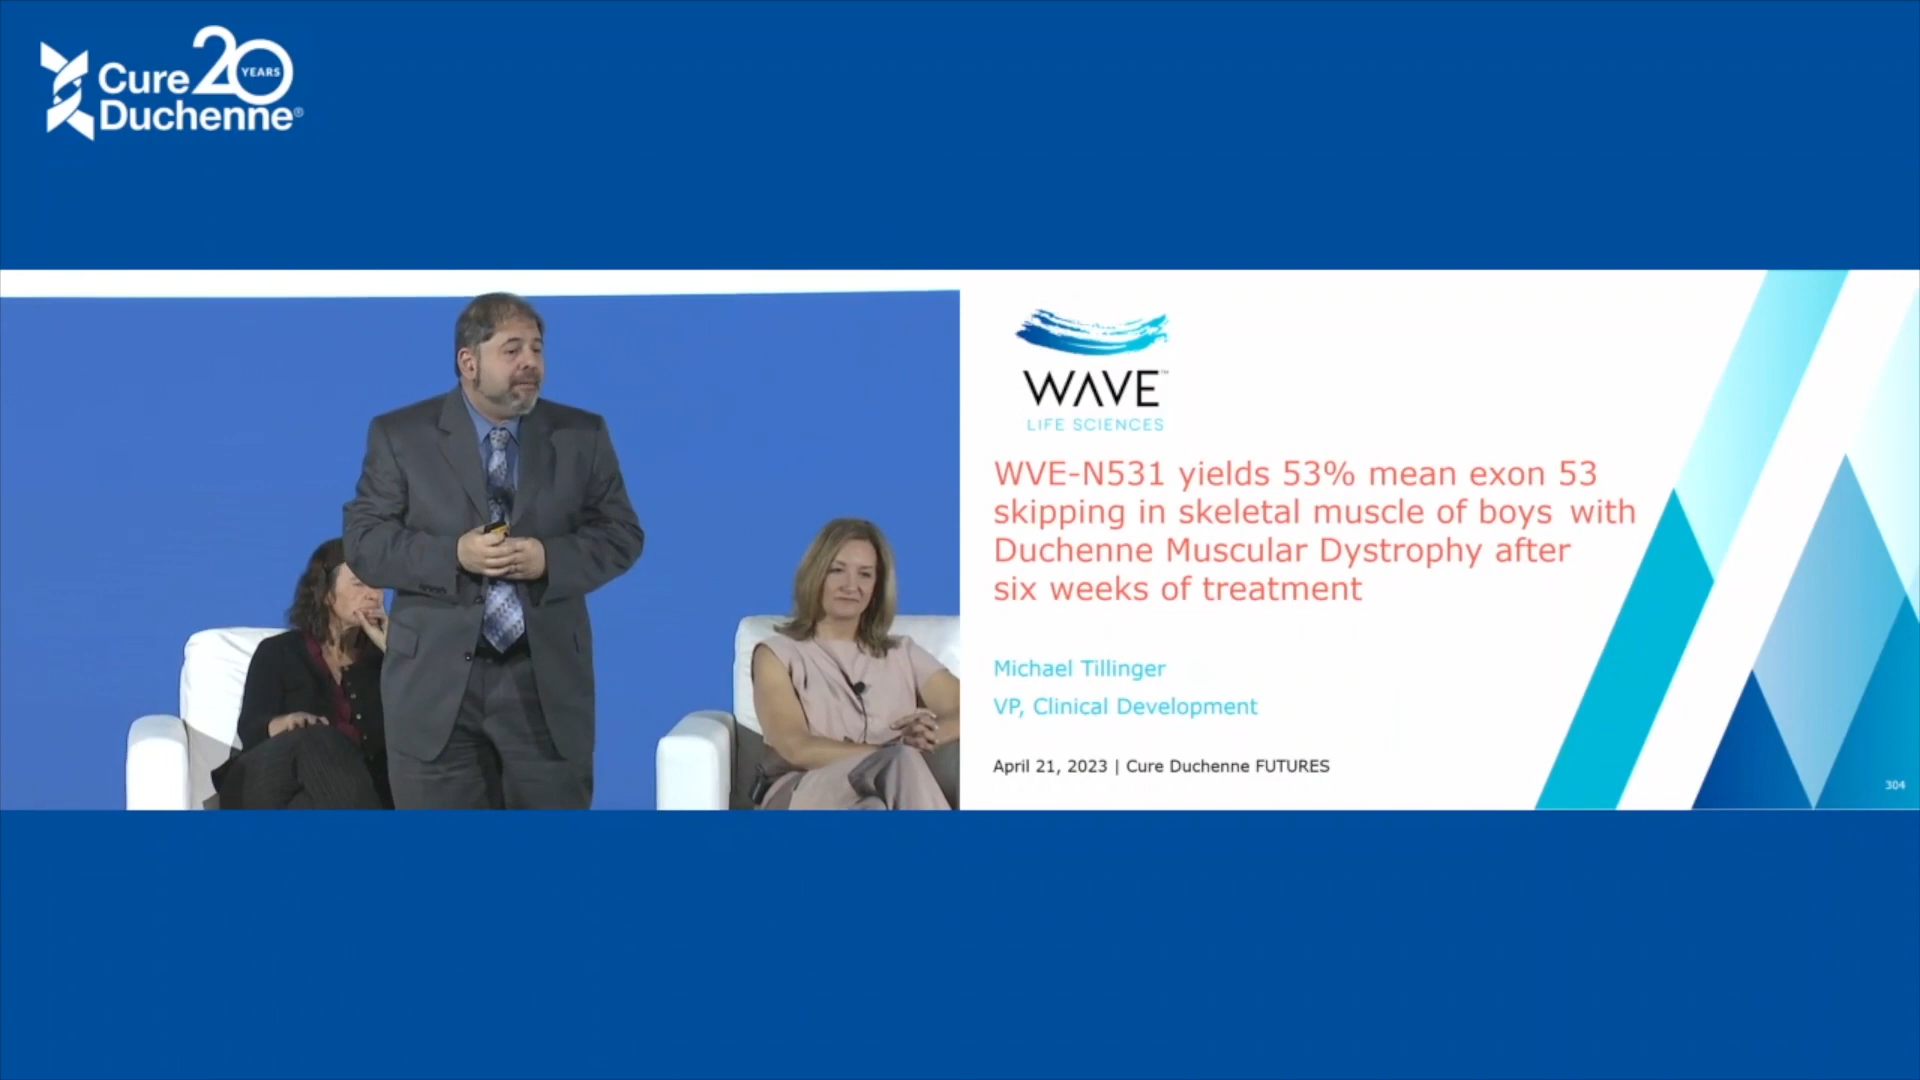 Cure 20 YEARS
Duchenne®
WAVE™
LIFE SCIENCES
WVE-N531 yields 53% mean exon 53
skipping in skeletal muscle of boys with
Duchenne Muscular Dystrophy after
six weeks of treatment
Michael Tillinger
VP, Clinical Development
April 21, 2023 | Cure Duchenne FUTURES
304